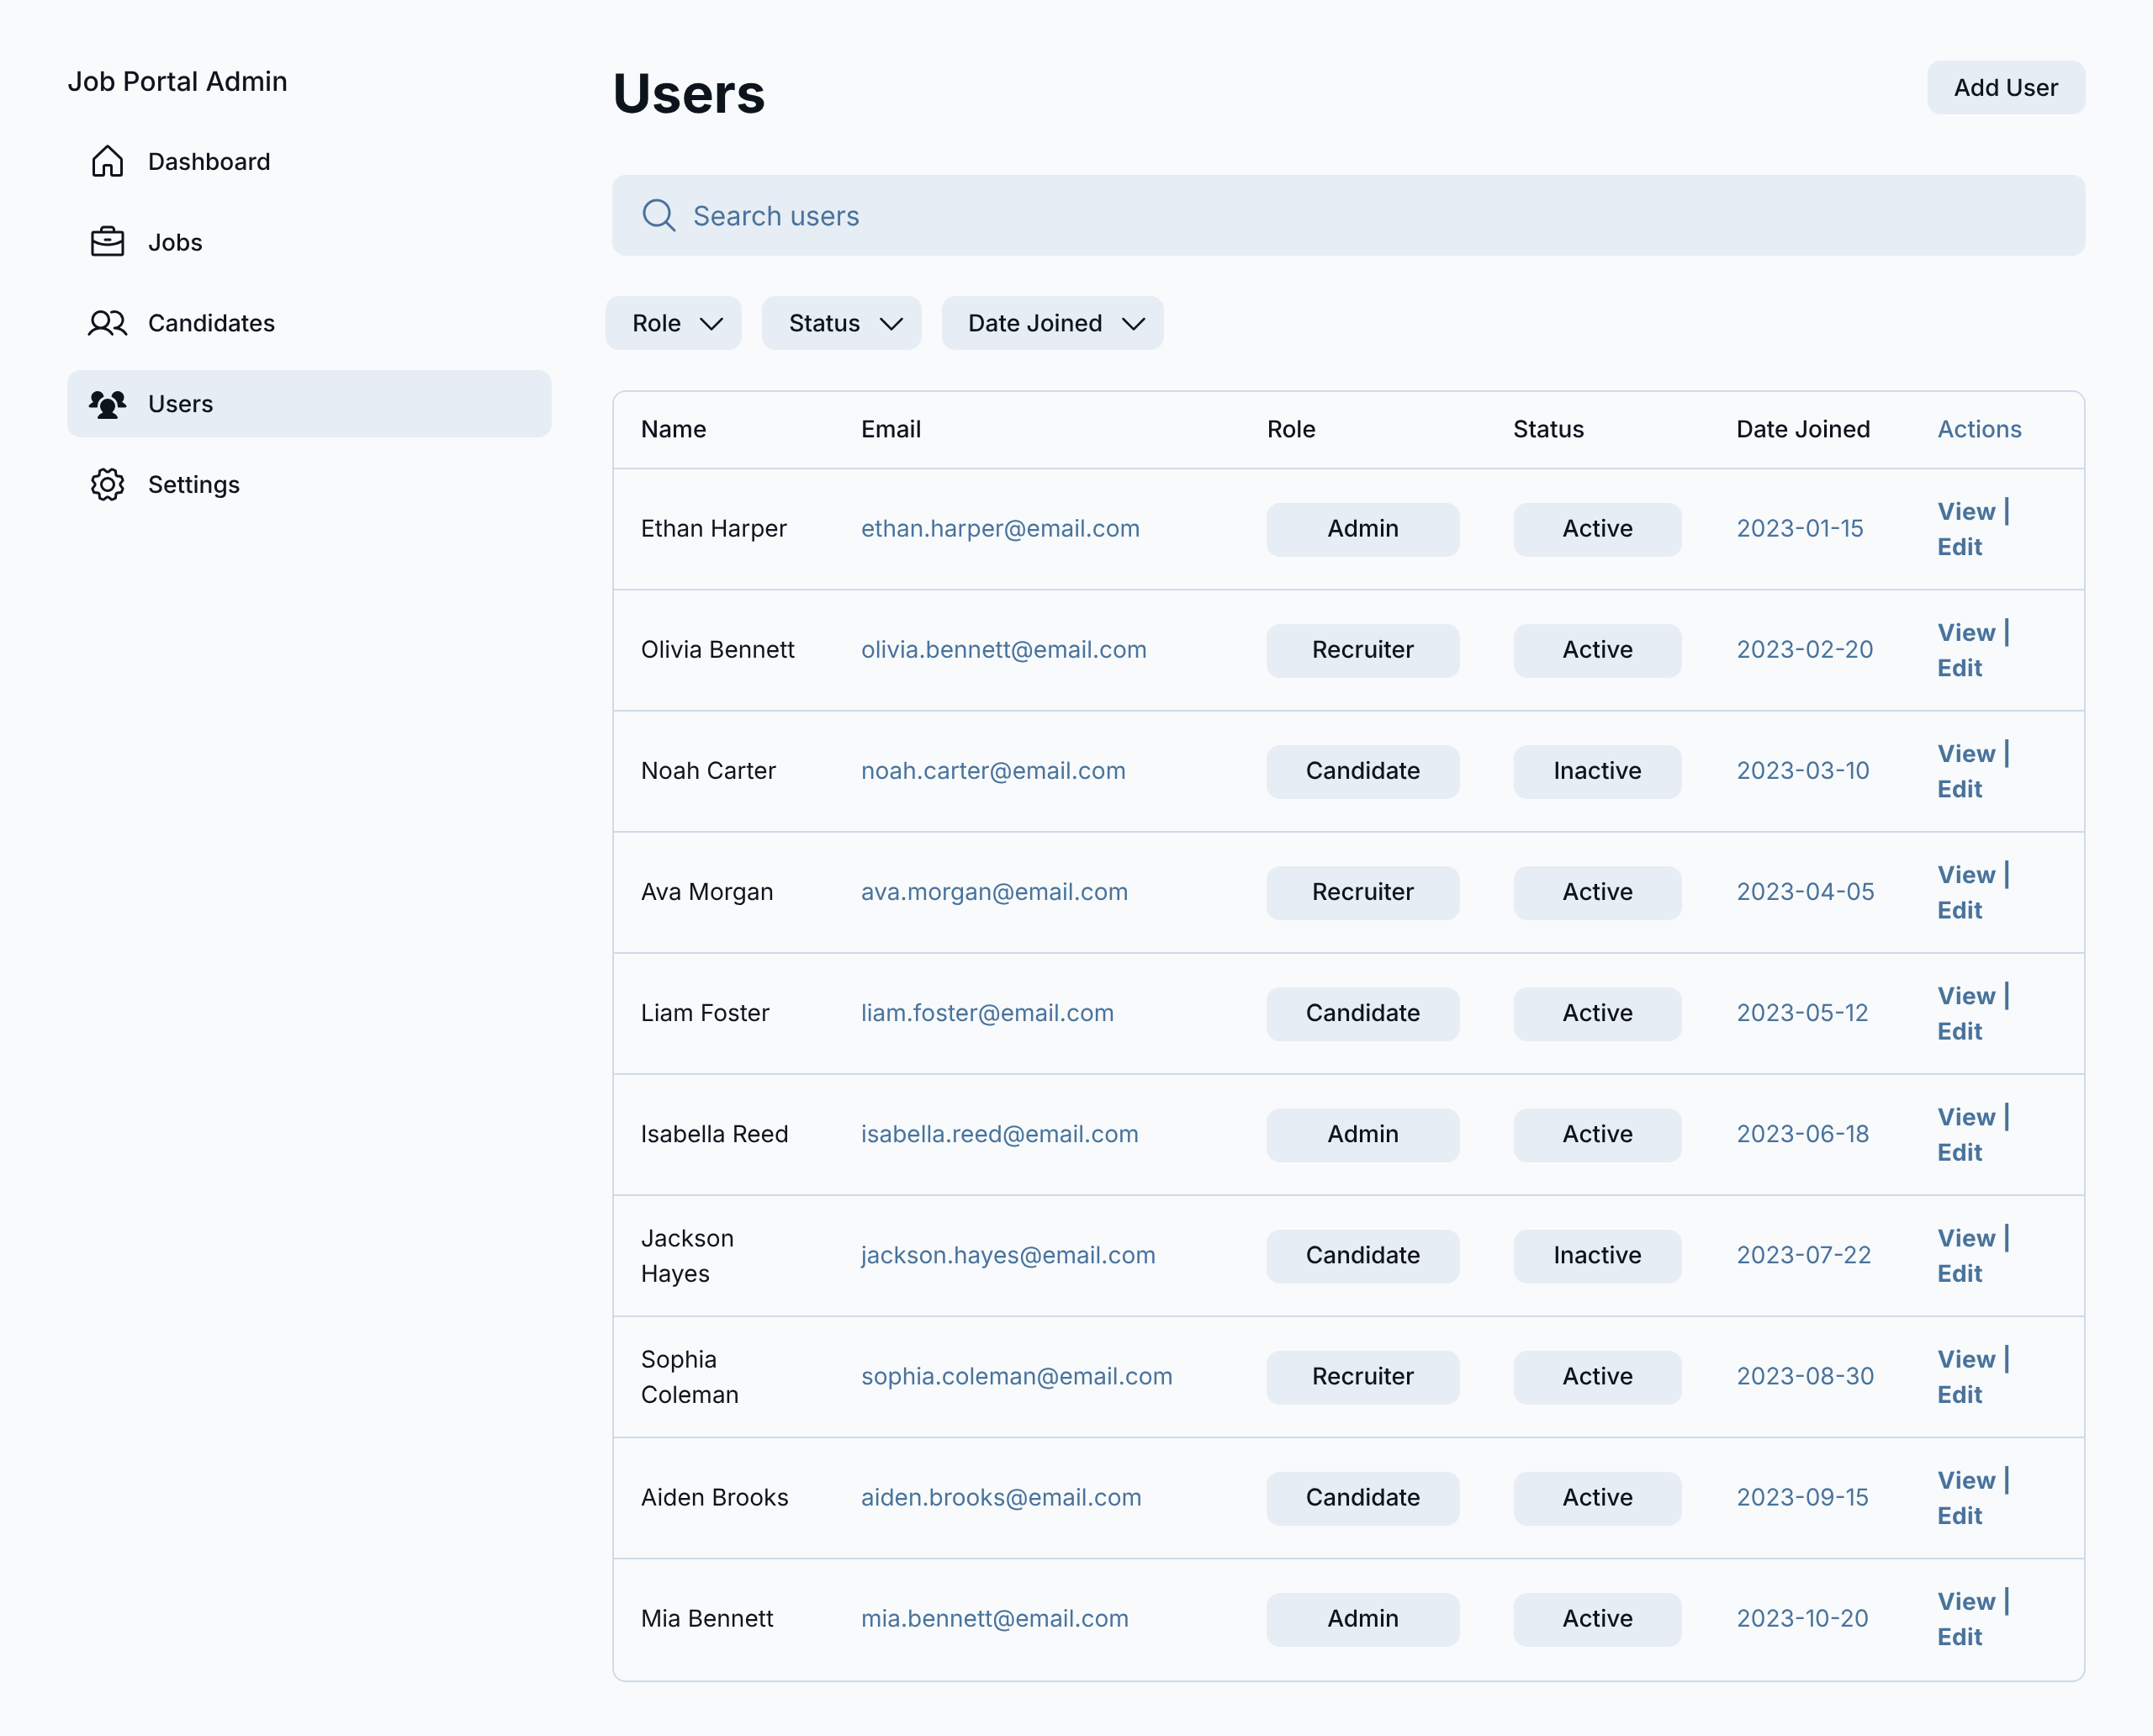 Job Portal Admin
Dashboard
Jobs
Candidates
Users
Settings
Users
Add User
Search users
Role
Status
Date Joined
Name Email Role Status Date Joined Actions
Ethan Harper ethan.harper@email.com Admin Active 2023-01-15 View |
Edit
Olivia Bennett olivia.bennett@email.com Recruiter Active 2023-02-20 View |
Edit
Noah Carter noah.carter@email.com Candidate Inactive 2023-03-10 View |
Edit
Ava Morgan ava.morgan@email.com Recruiter Active 2023-04-05 View |
Edit
Liam Foster liam.foster@email.com Candidate Active 2023-05-12 View |
Edit
Isabella Reed isabella.reed@email.com Admin Active 2023-06-18 View |
Edit
Jackson
Hayes jackson.hayes@email.com Candidate Inactive 2023-07-22 View |
Edit
Sophia
Coleman sophia.coleman@email.com Recruiter Active 2023-08-30 View |
Edit
Aiden Brooks aiden.brooks@email.com Candidate Active 2023-09-15 View |
Edit
Mia Bennett mia.bennett@email.com Admin Active 2023-10-20 View |
Edit